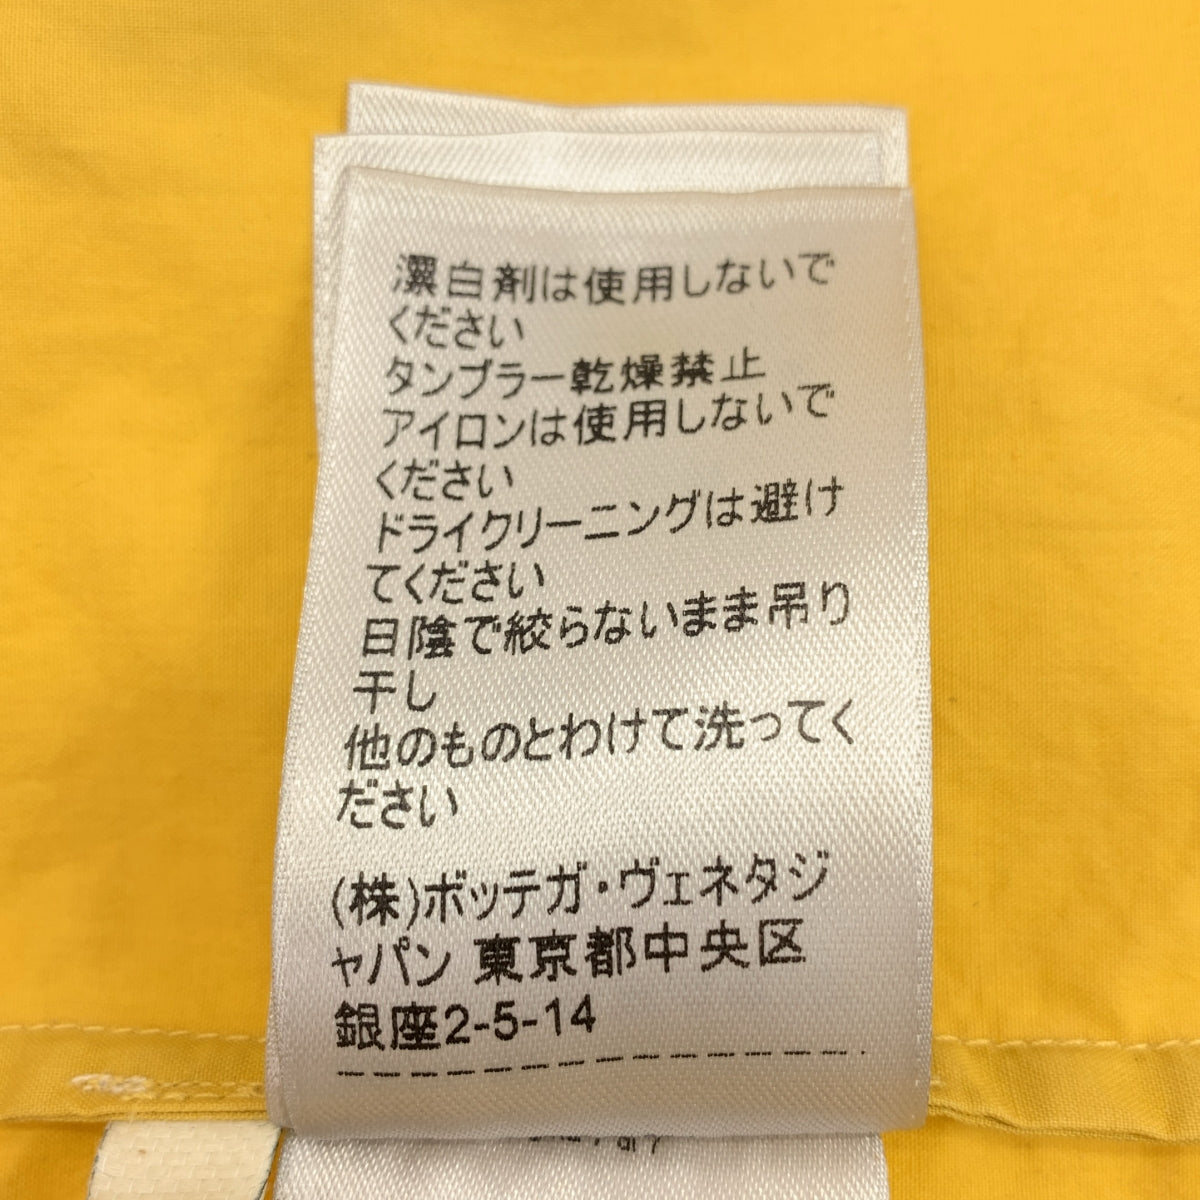 漂白剤は使用しないで
ください
タンブラー乾燥禁止
アイロンは使用しないで
ください
ドライクリーニングは避け
てください
日陰で絞らないまま吊り
干し
他のものとわけて洗ってく
ださい
(株)ボッテガ・ヴェネタジ
ャパン 東京都中央区
銀座2-5-14